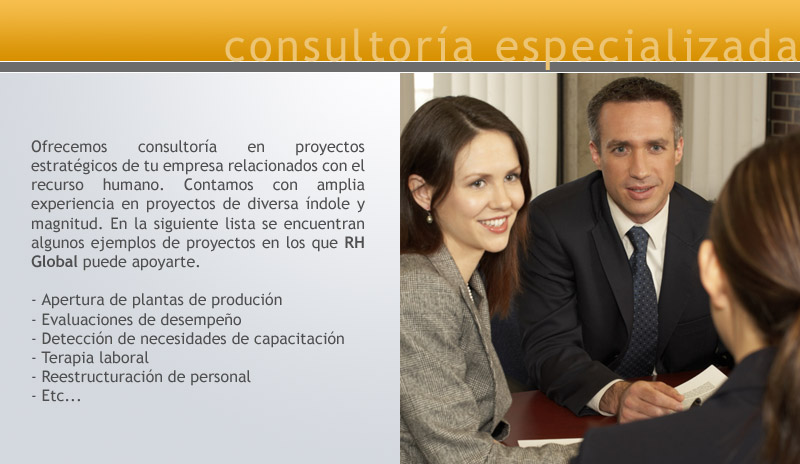 consultoría especializada
Ofrecemos consultoría en proyectos
estratégicos de tu empresa relacionados con el
recurso humano. Contamos con amplia
experiencia en proyectos de diversa índole y
magnitud. En la siguiente lista se encuentran
algunos ejemplos de proyectos en los que RH
Global puede apoyarte.
- Apertura de plantas de produción
- Evaluaciones de desempeño
- Detección de necesidades de capacitación
- Terapia laboral
- Reestructuración de personal
- Etc...